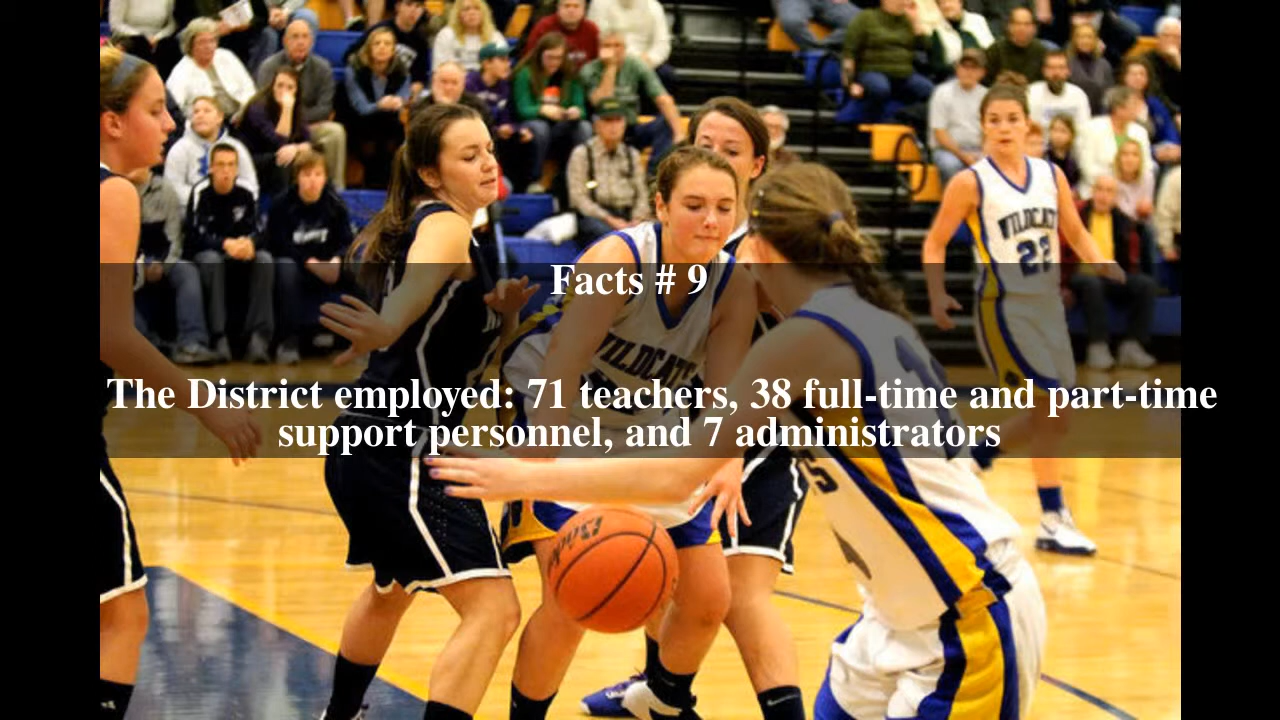 Facts # 9
The District employed: 71 teachers, 38 full-time and part-time
support personnel, and 7 administrators
WILDCATS
WILDCATS
22